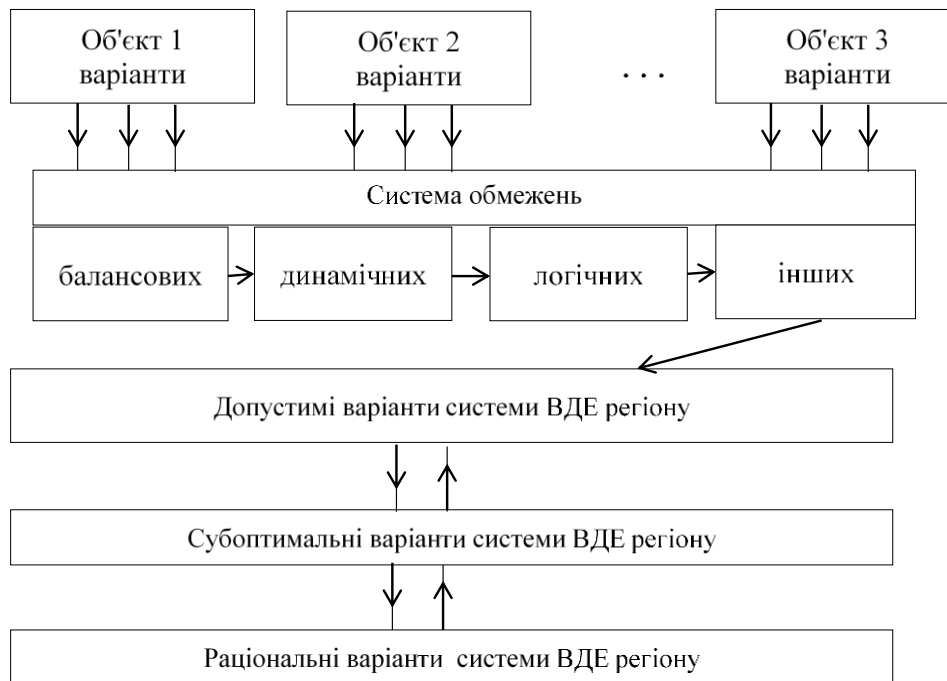 Об'єкт 1
варіанти
Об'єкт 2
варіанти
. . .
Об'єкт 3
варіанти
Система обмежень
балансових
динамічних
логічних
інших
Допустимі варіанти системи ВДЕ регіону
Субоптимальні варіанти системи ВДЕ регіону
Раціональні варіанти системи ВДЕ регіону